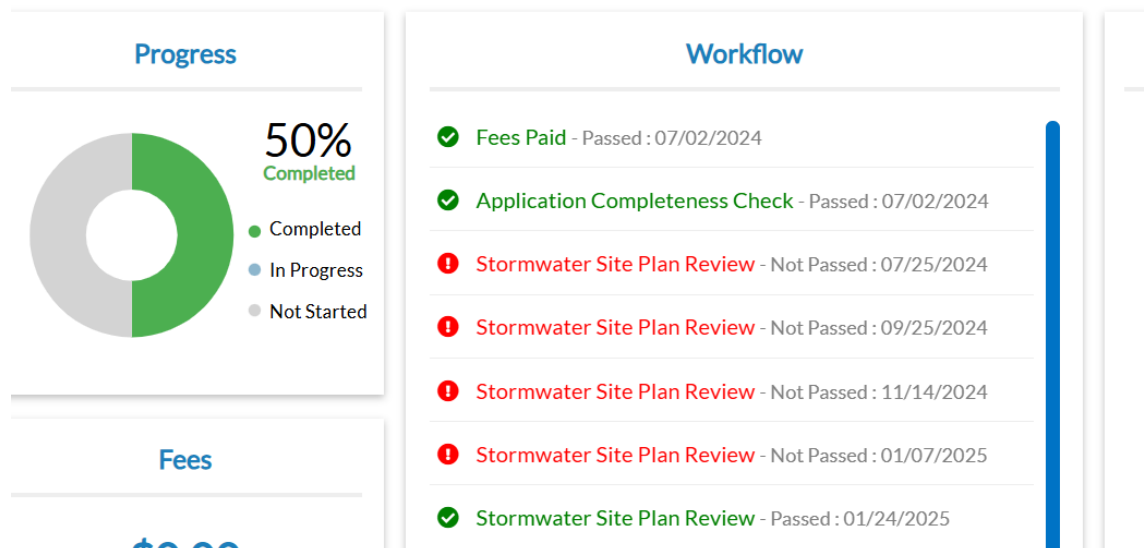 Progress
50%
Completed
Completed
In Progress
Not Started
Fees
Workflow
Fees Paid - Passed : 07/02/2024
Application Completeness Check - Passed : 07/02/2024
Stormwater Site Plan Review - Not Passed : 07/25/2024
Stormwater Site Plan Review - Not Passed : 09/25/2024
Stormwater Site Plan Review - Not Passed : 11/14/2024
Stormwater Site Plan Review - Not Passed : 01/07/2025
Stormwater Site Plan Review - Passed : 01/24/2025